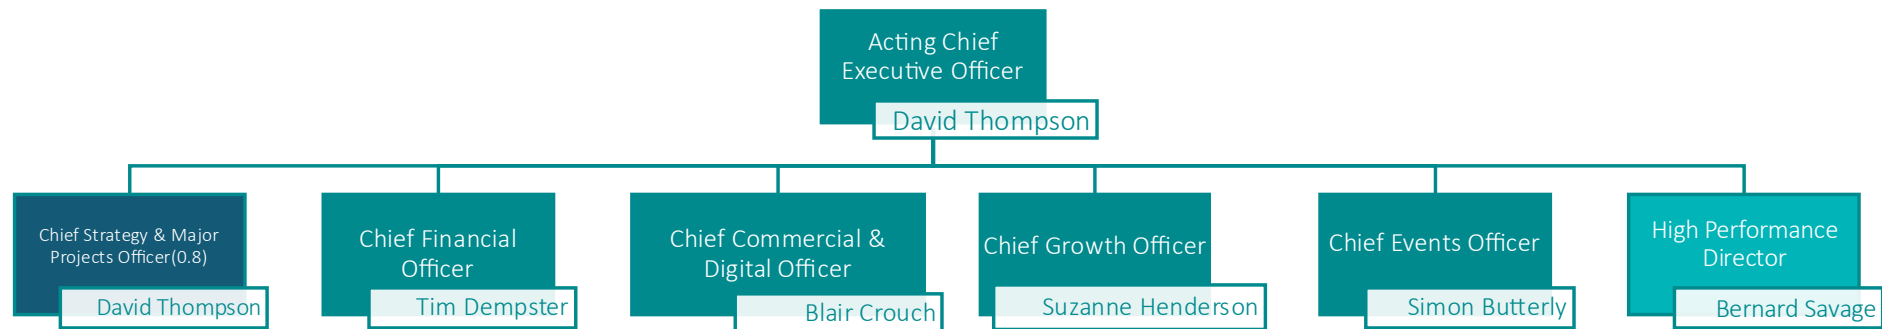 Acting Chief
Executive Officer
David Thompson
Chief Strategy & Major
Projects Officer(0.8)
David Thompson
Chief Financial
Officer
Tim Dempster
Chief Commercial &
Digital Officer
Blair Crouch
Chief Growth Officer
Suzanne Henderson
Chief Events Officer
Simon Butterly
High Performance
Director
Bernard Savage